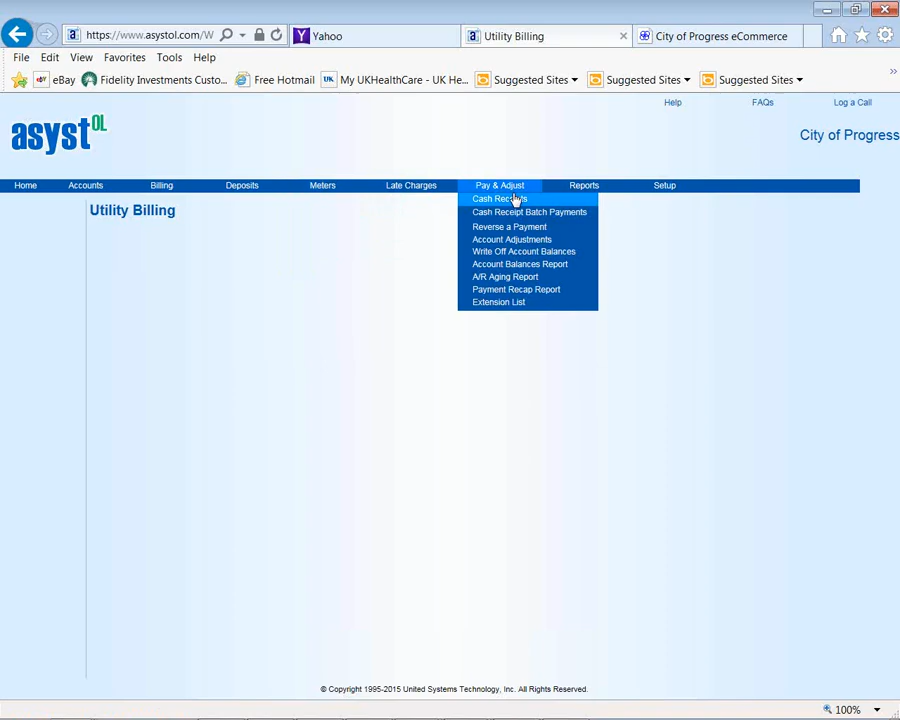 https://www.asystol.com/W
Yahoo
Utility Billing
City of Progress eCommerce
File Edit View Favorites Tools Help
eBay Fidelity Investments Custo... Free Hotmail My UKHealthCare - UK He... Suggested Sites Suggested Sites Suggested Sites
Help FAQs Log a Call
asyst OL
City of Progress
Home Accounts Billing Deposits Meters Late Charges Pay & Adjust Reports Setup
Cash Receipts
Utility Billing
Cash Receipt Batch Payments
Reverse a Payment
Account Adjustments
Write Off Account Balances
Account Balances Report
A/R Aging Report
Payment Recap Report
Extension List
© Copyright 1995-2015 United Systems Technology, Inc. All Rights Reserved.
100%